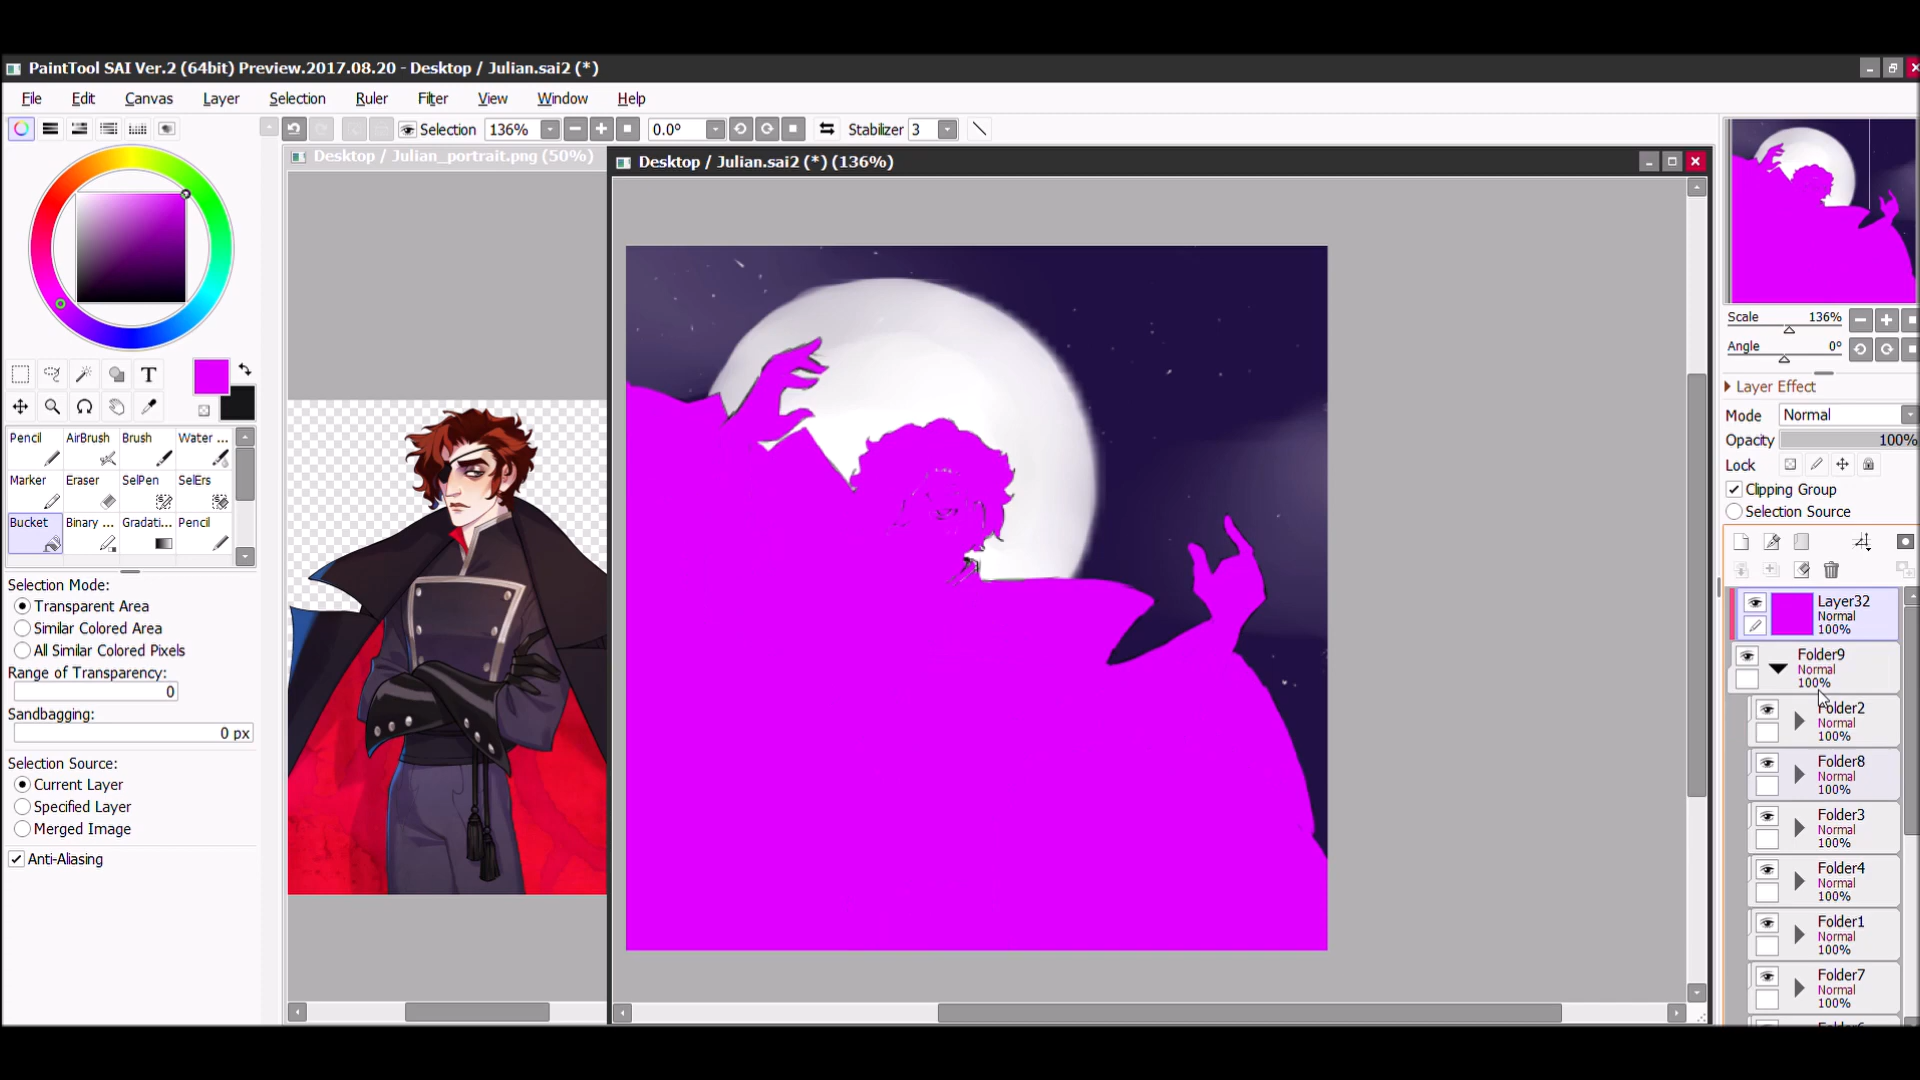 PaintTool SAI Ver.2 (64bit) Preview.2017.08.20 - Desktop / Julian.sai2 (*)
File Edit Canvas Layer Selection Ruler Filter View Window Help
Selection 136% 0.0° Stabilizer 3
Desktop / Julian_portrait.png (50%)
Desktop / Julian.sai2 (*) (136%)
T
Pencil AirBrush Brush Water ...
Marker Eraser SelPen SelErs
Bucket Binary ... Gradati... Pencil
Selection Mode:
Transparent Area
Similar Colored Area
All Similar Colored Pixels
Range of Transparency:
0
Sandbagging:
0 px
Selection Source:
Current Layer
Specified Layer
Merged Image
Anti-Aliasing
Scale 136%
Angle 0°
Layer Effect
Mode Normal
Opacity 100%
Lock
Clipping Group
Selection Source
Layer32
Normal
100%
Folder9
Normal
100%
Folder2
Normal
100%
Folder8
Normal
100%
Folder3
Normal
100%
Folder4
Normal
100%
Folder1
Normal
100%
Folder7
Normal
100%